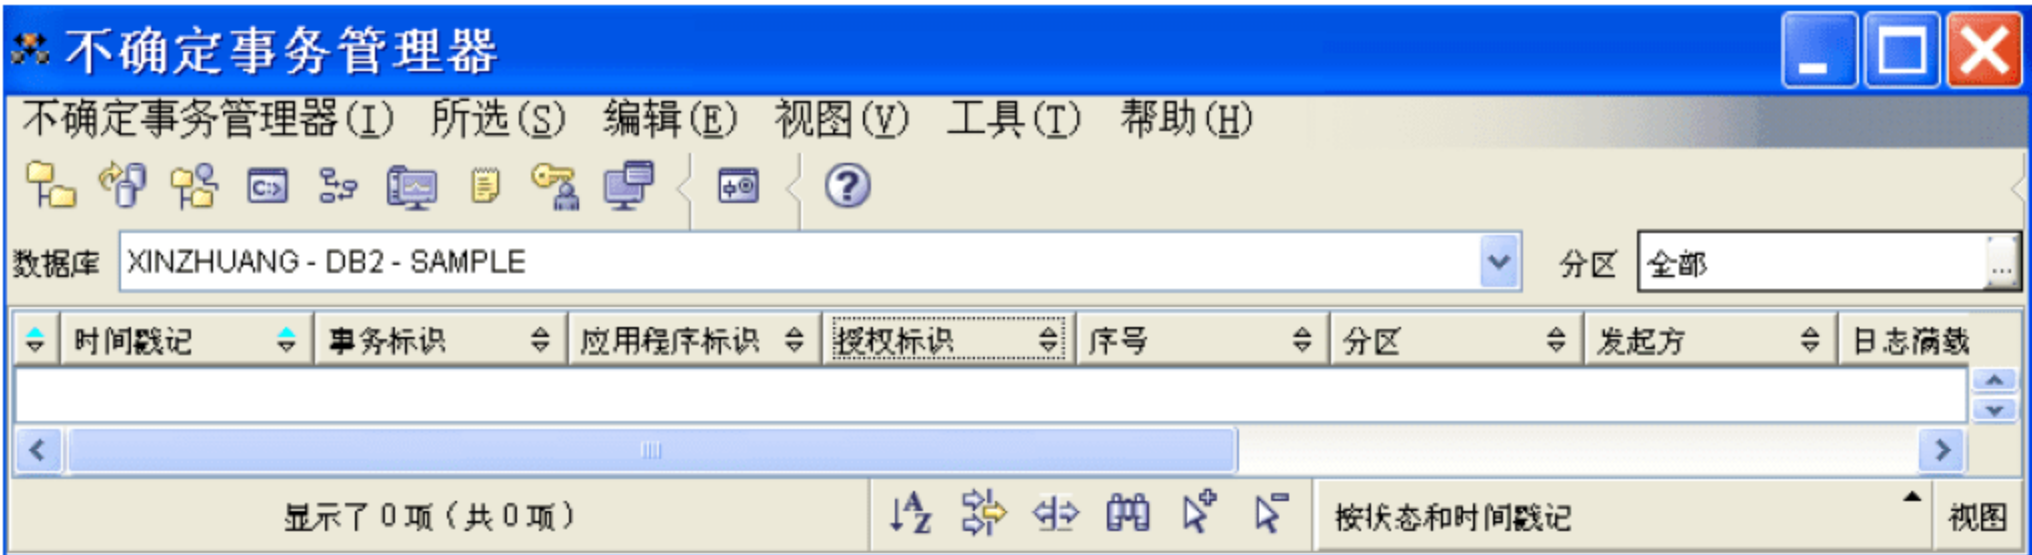 不确定事务管理器
不确定事务管理器(I) 所选(S) 编辑(E) 视图(V) 工具(T) 帮助(H)
C:>
数据库 XINZHUANG - DB2 - SAMPLE 分区 全部 ...
时间戳记 事务标识 应用程序标识 授权标识 序号 分区 发起方 日志满载
显示了 0 项 (共 0 项) AZ 按状态和时间戳记 视图